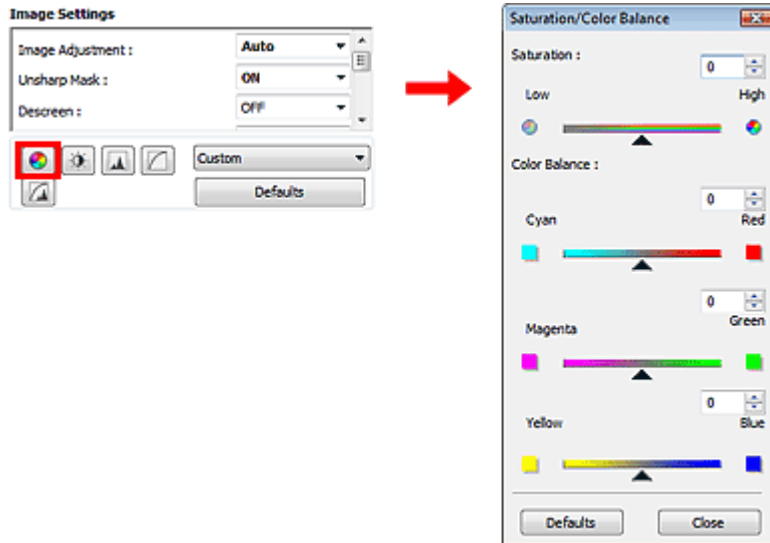 Image Settings
Image Adjustment : Auto
Unsharp Mask : ON
Descreen : OFF
Custom
Defaults
Saturation/Color Balance
Saturation :
0
Low High
Color Balance :
0
Cyan Red
0
Magenta Green
0
Yellow Blue
Defaults Close